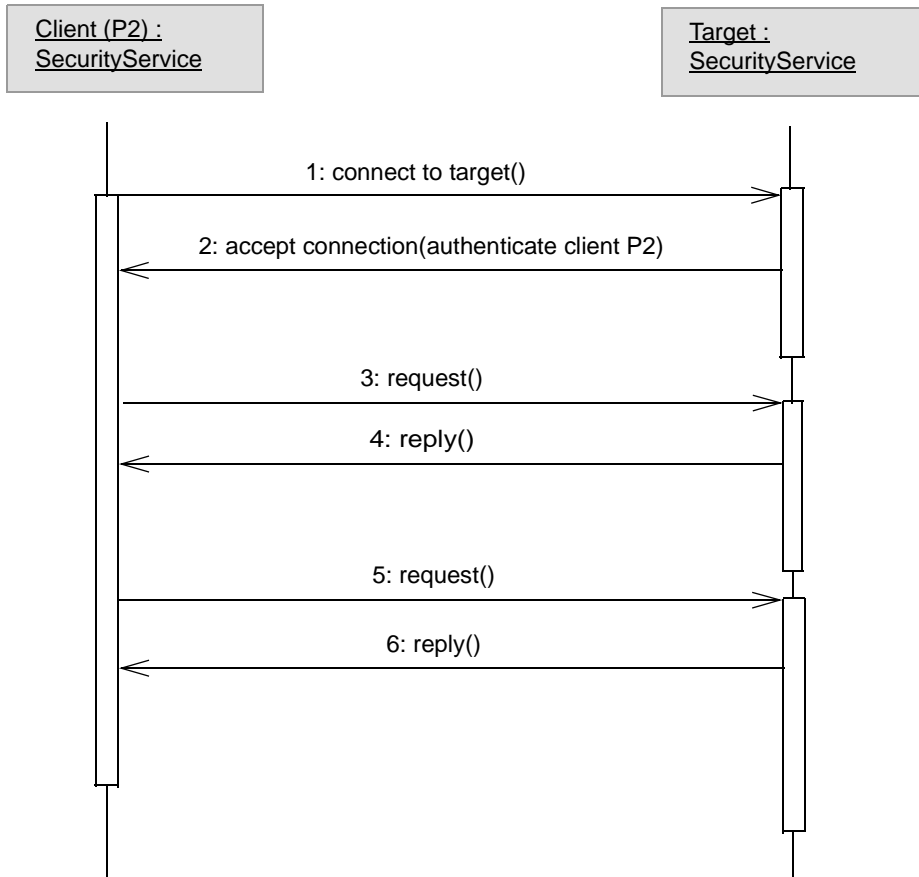 Client (P2) :
SecurityService
Target :
SecurityService
1: connect to target()
2: accept connection(authenticate client P2)
3: request()
4: reply()
5: request()
6: reply()